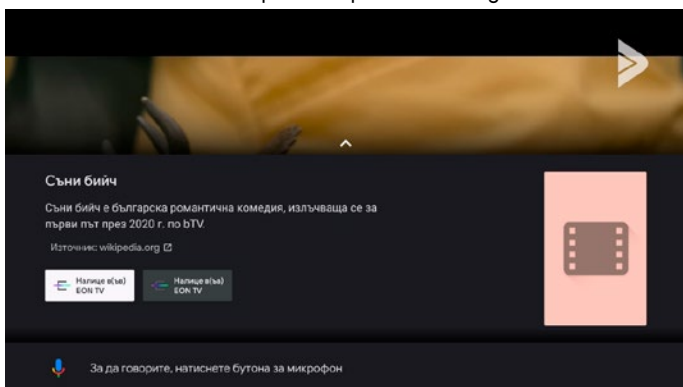 Съни бийч
Съни бийч е българска романтична комедия, излъчваща се за
първи път през 2020 г. по bTV.
Източник: wikipedia.org
Налице в(ъв)
EON TV
Налице в(ъв)
EON TV
За да говорите, натиснете бутона за микрофон